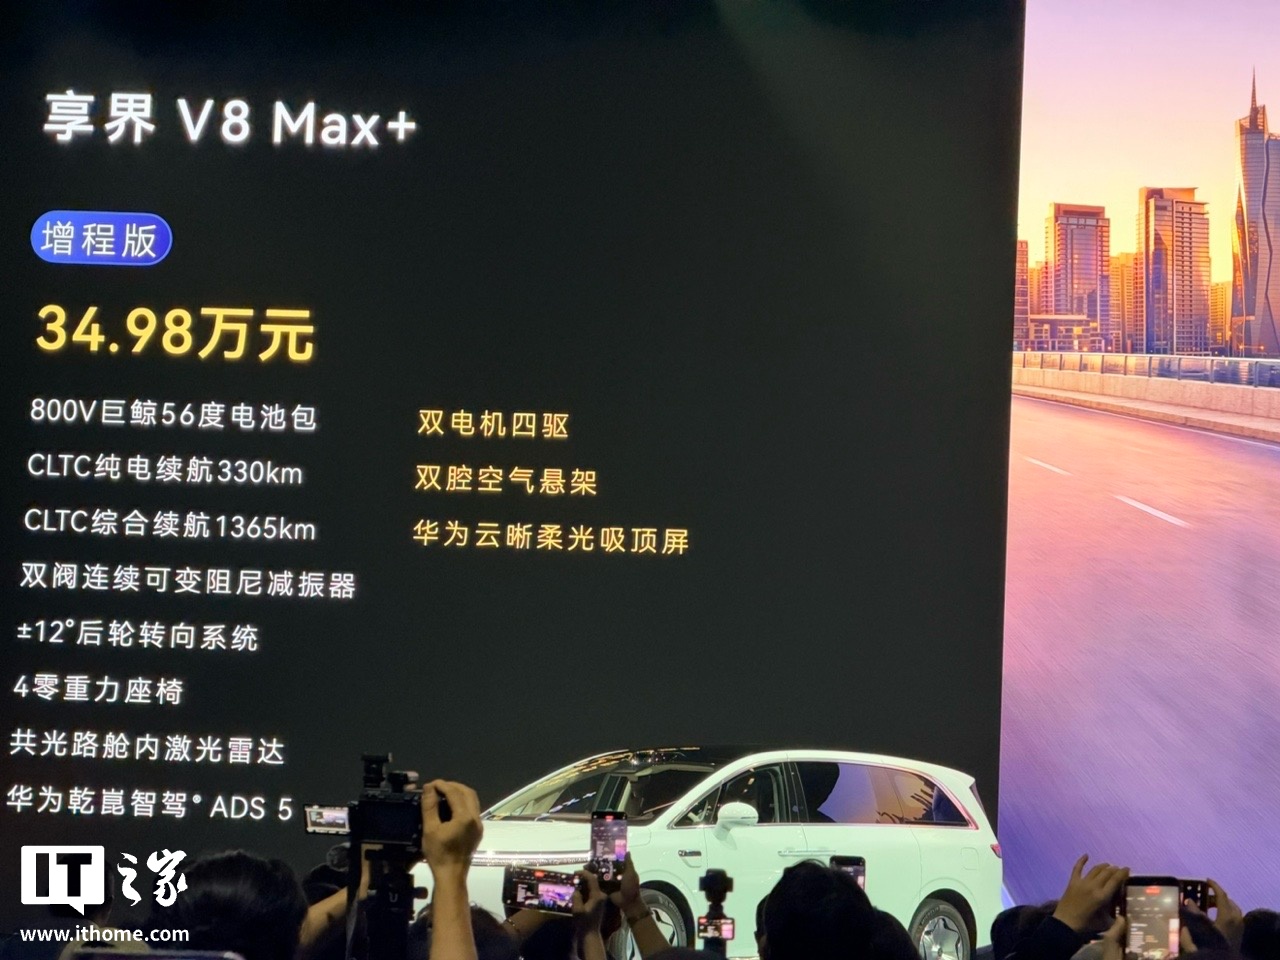 享界 V8 Max+
增程版
34.98万元
800V巨鲸56度电池包
CLTC纯电续航330km
CLTC综合续航1365km
双阀连续可变阻尼减振器
±12°后轮转向系统
4零重力座椅
共光路舱内激光雷达
华为乾崑智驾® ADS 5
双电机四驱
双腔空气悬架
华为云晰柔光吸顶屏
IT之家
www.ithome.com